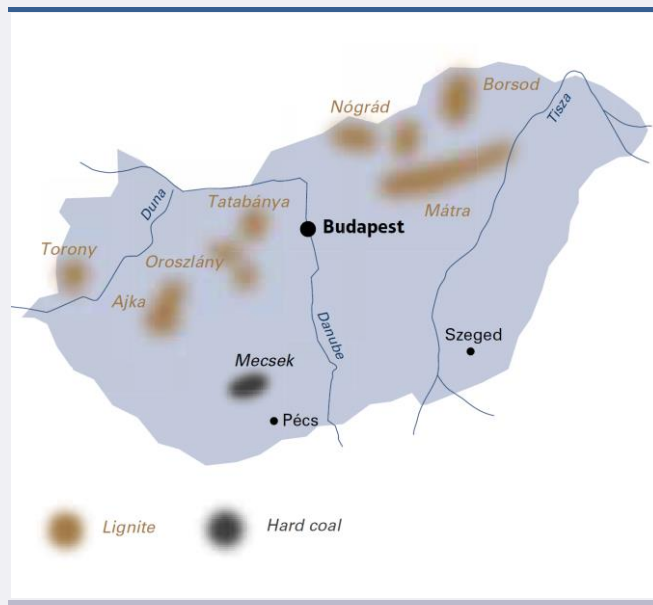 Borsod
Nógrád
Tisza
Duna
Tatabánya
Mátra
Budapest
Torony
Oroszlány
Ajka
Danube
Szeged
Mecsek
Pécs
Lignite
Hard coal